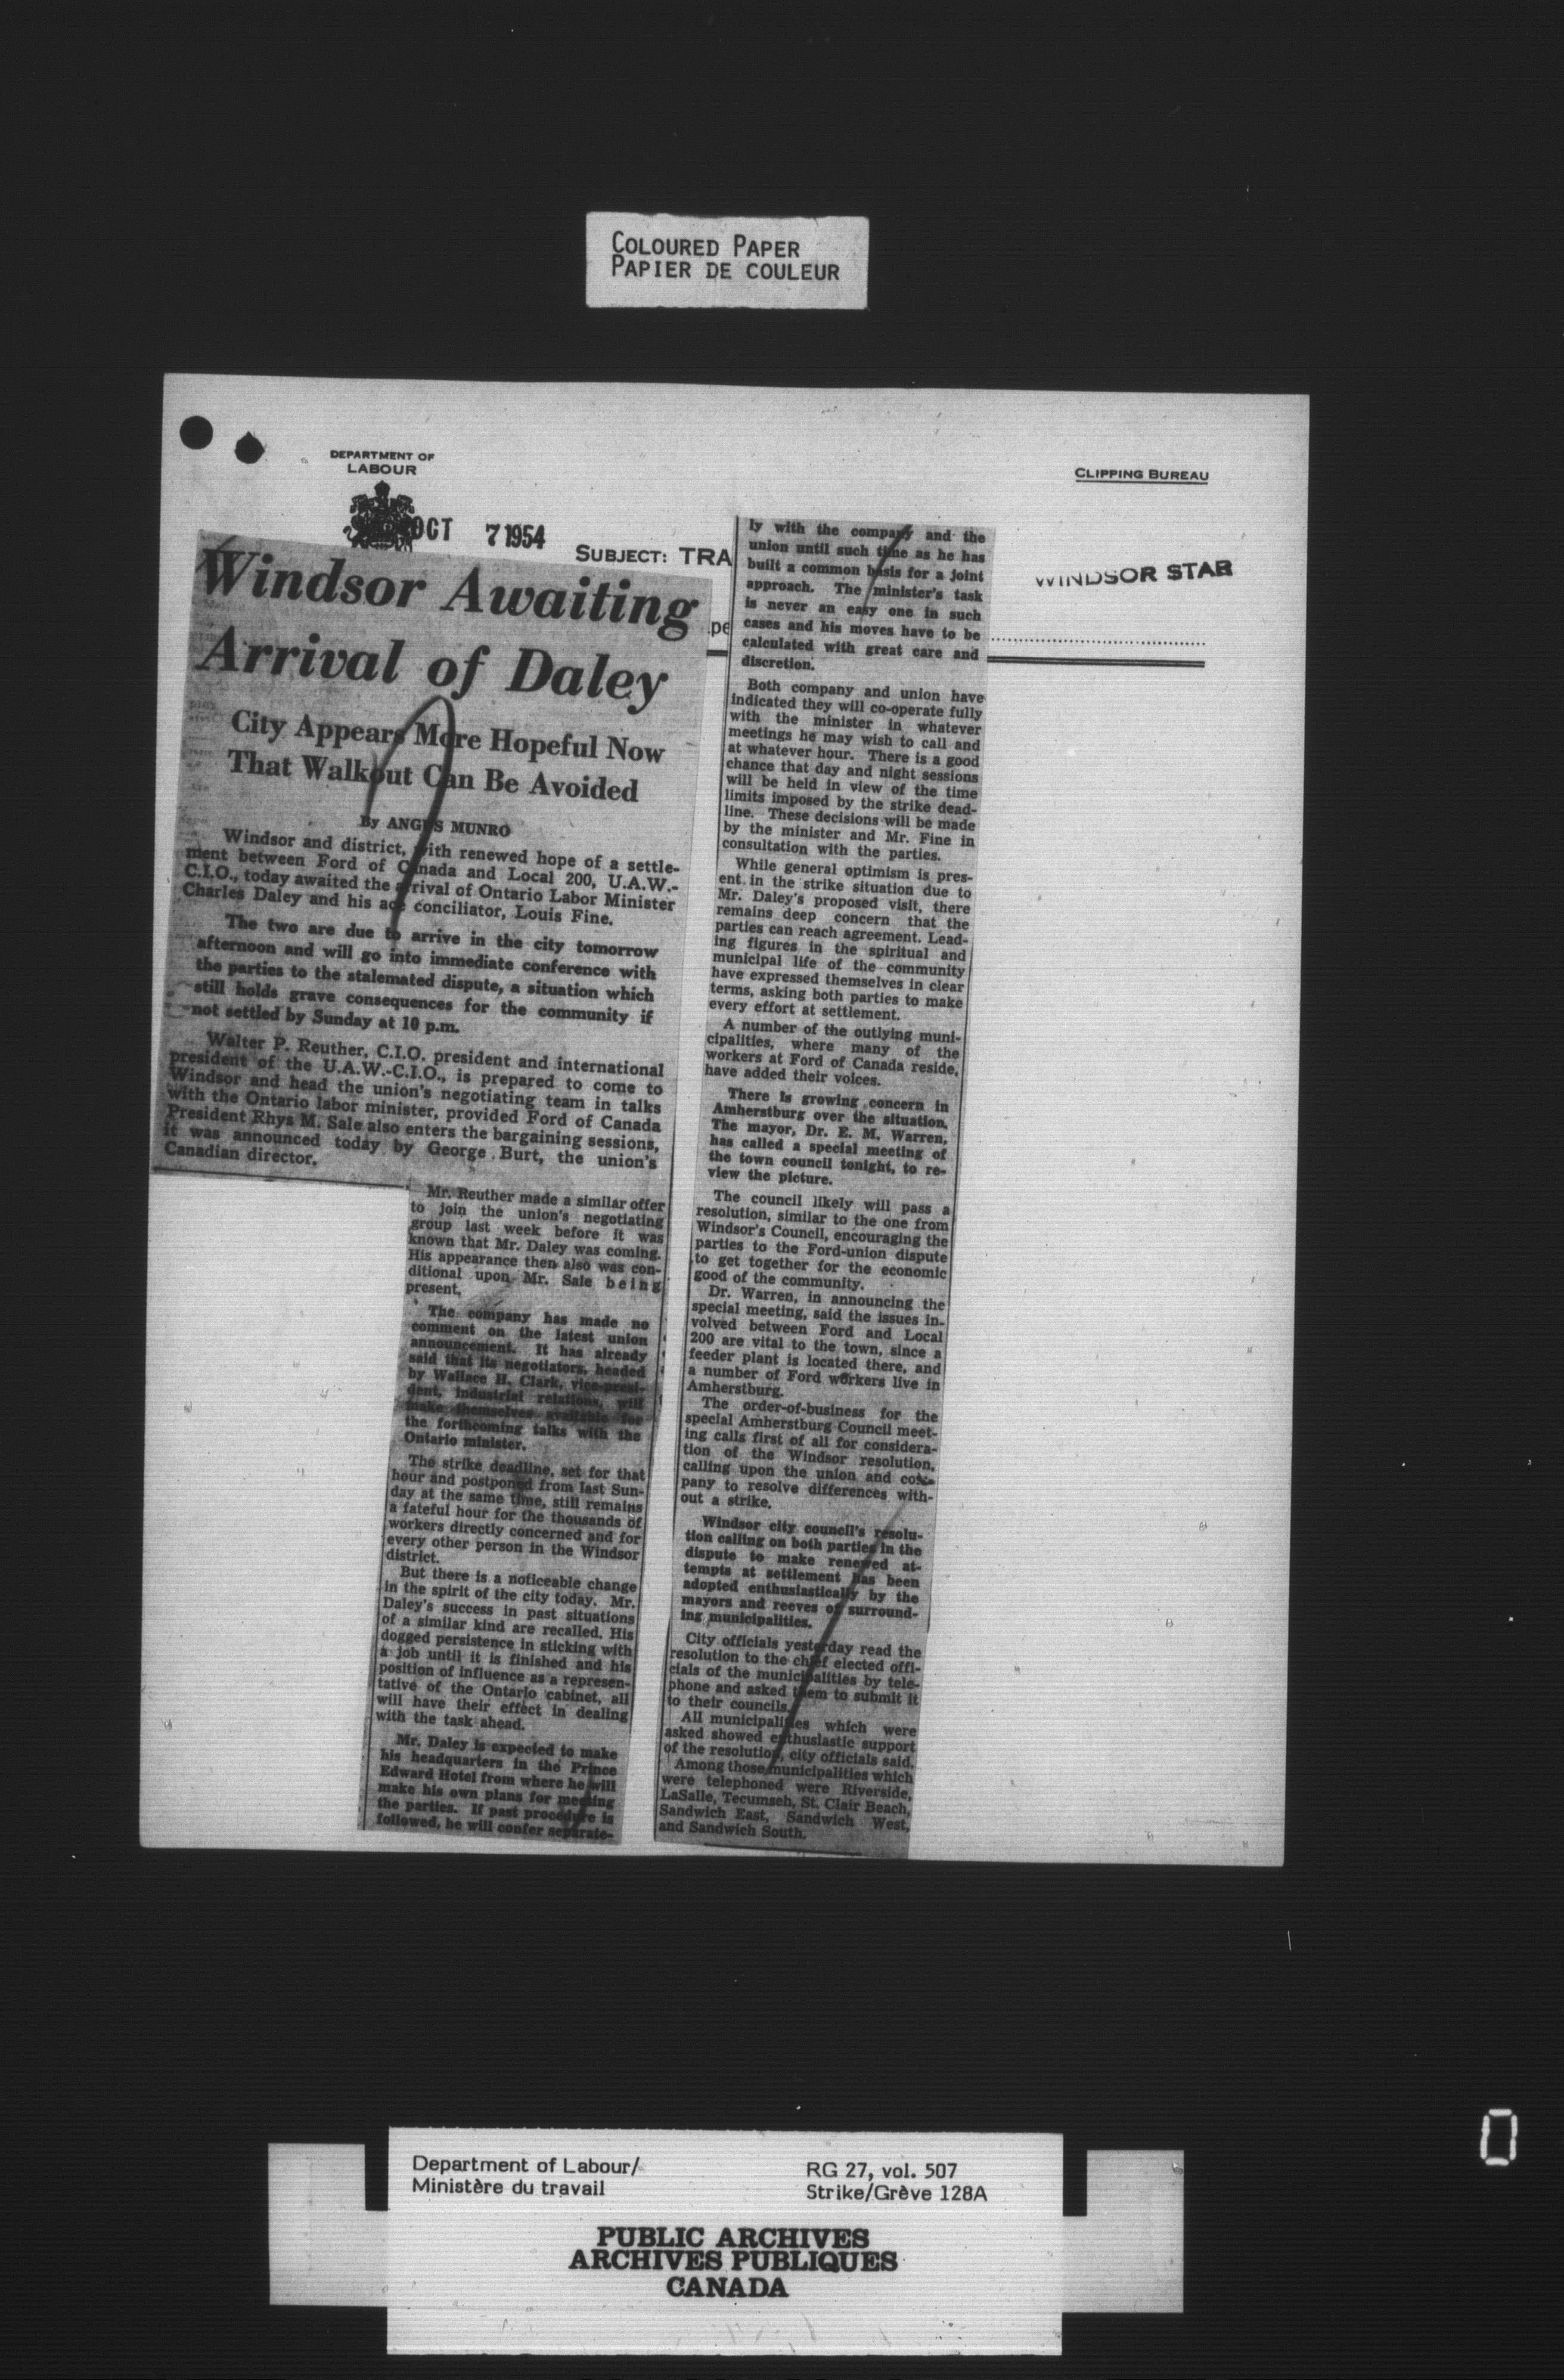 COLOURED PAPER
PAPIER DE COULEUR
DEPARTMENT OF
LABOUR
CLIPPING BUREAU
OCT 7 1954
SUBJECT: TRA
WINDSOR STAR
Windsor Awaiting
Arrival of Daley
City Appears More Hopeful Now
That Walkout Can Be Avoided
By ANGUS MUNRO
Windsor and district, with renewed hope of a settle-
ment between Ford of Canada and Local 200, U.A.W.-
C.I.O., today awaited the arrival of Ontario Labor Minister
Charles Daley and his ace conciliator, Louis Fine.
The two are due to arrive in the city tomorrow
afternoon and will go into immediate conference with
the parties to the stalemated dispute, a situation which
still holds grave consequences for the community if
not settled by Sunday at 10 p.m.
Walter P. Reuther, C.I.O. president and international
president of the U.A.W.-C.I.O., is prepared to come to
Windsor and head the union's negotiating team in talks
with the Ontario labor minister, provided Ford of Canada
President Rhys M. Sale also enters the bargaining sessions,
it was announced today by George Burt, the union's
Canadian director.
Mr. Reuther made a similar offer
to join the union's negotiating
group last week before it was
known that Mr. Daley was coming.
His appearance then also was con-
ditional upon Mr. Sale being
present.
The company has made no
comment on the latest union
announcement. It has already
said that its negotiators, headed
by Wallace H. Clark, vice-presi-
dent, industrial relations, will
make themselves available for
the forthcoming talks with the
Ontario minister.
The strike deadline, set for that
hour and postponed from last Sun-
day at the same time, still remains
a fateful hour for the thousands of
workers directly concerned and for
every other person in the Windsor
district.
But there is a noticeable change
in the spirit of the city today. Mr.
Daley's success in past situations
of a similar kind are recalled. His
dogged persistence in sticking with
a job until it is finished and his
position of influence as a represen-
tative of the Ontario cabinet, all
will have their effect in dealing
with the task ahead.
Mr. Daley is expected to make
his headquarters in the Prince
Edward Hotel from where he will
make his own plans for meeting
the parties. If past procedure is
followed, he will confer separate-
ly with the company and the
union until such time as he has
built a common basis for a joint
approach. The minister's task
is never an easy one in such
cases and his moves have to be
calculated with great care and
discretion.
Both company and union have
indicated they will co-operate fully
with the minister in whatever
meetings he may wish to call and
at whatever hour. There is a good
chance that day and night sessions
will be held in view of the time
limits imposed by the strike dead-
line. These decisions will be made
by the minister and Mr. Fine in
consultation with the parties.
While general optimism is pres-
ent in the strike situation due to
Mr. Daley's proposed visit, there
remains deep concern that the
parties can reach agreement. Lead-
ing figures in the spiritual and
municipal life of the community
have expressed themselves in clear
terms, asking both parties to make
every effort at settlement.
A number of the outlying muni-
cipalities, where many of the
workers at Ford of Canada reside,
have added their voices.
There is growing concern in
Amherstburg over the situation.
The mayor, Dr. E. M. Warren,
has called a special meeting of
the town council tonight, to re-
view the picture.
The council likely will pass a
resolution, similar to the one from
Windsor's Council, encouraging the
parties to the Ford-union dispute
to get together for the economic
good of the community.
Dr. Warren, in announcing the
special meeting, said the issues in-
volved between Ford and Local
200 are vital to the town, since a
feeder plant is located there, and
a number of Ford workers live in
Amherstburg.
The order-of-business for the
special Amherstburg Council meet-
ing calls first of all for considera-
tion of the Windsor resolution,
calling upon the union and com-
pany to resolve differences with-
out a strike.
Windsor city council's resolu-
tion calling on both parties in the
dispute to make renewed at-
tempts at settlement has been
adopted enthusiastically by the
mayors and reeves of surround-
ing municipalities.
City officials yesterday read the
resolution to the chief elected offi-
cials of the municipalities by tele-
phone and asked them to submit it
to their councils.
All municipalities which were
asked showed enthusiastic support
of the resolution, city officials said.
Among those municipalities which
were telephoned were Riverside,
LaSalle, Tecumseh, St. Clair Beach,
Sandwich East, Sandwich West,
and Sandwich South.
Department of Labour/
Ministère du travail
RG 27, vol. 507
Strike/Grève 128A
PUBLIC ARCHIVES
ARCHIVES PUBLIQUES
CANADA
0